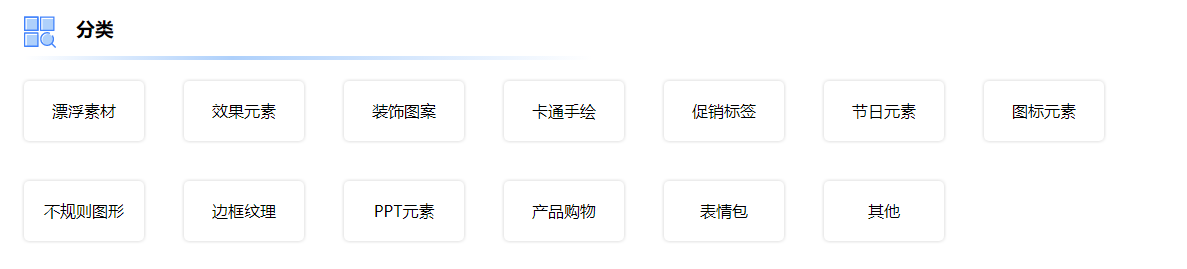 分类
漂浮素材 效果元素 装饰图案 卡通手绘 促销标签 节日元素 图标元素
不规则图形 边框纹理 PPT元素 产品购物 表情包 其他